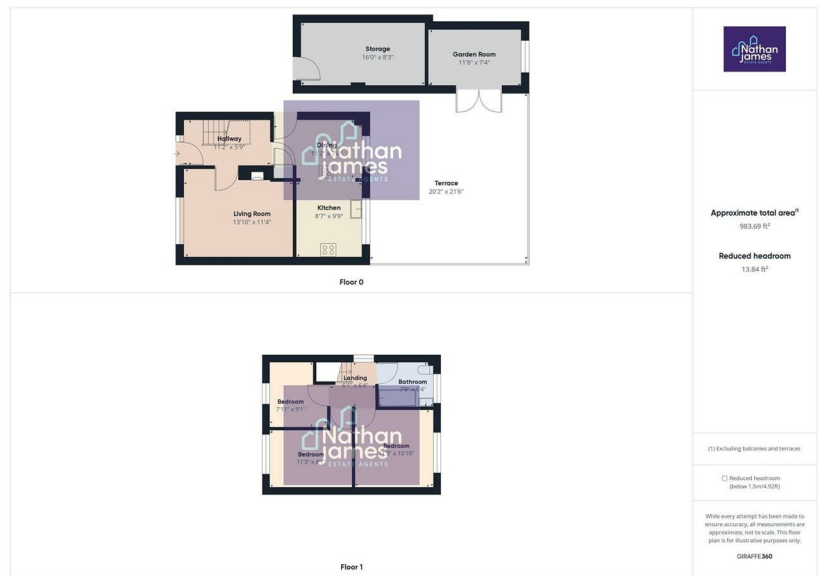 Storage
16'0" x 8'3"
Garden Room
11'8" x 7'4"
Hallway
11'2" x 5'9"
Dining
Nathan
james
ESTATE AGENTS
Terrace
20'2" x 21'6"
Living Room
13'10" x 11'4"
Kitchen
8'7" x 9'9"
Floor 0
Landing
Bathroom
Bedroom
7'11" x 9'1"
Nathan
james
ESTATE AGENTS
Bedroom
11'3" x
Bedroom
x 10'10"
Floor 1
Nathan
james
ESTATE AGENTS
Approximate total area(1)
983.69 ft²
Reduced headroom
13.84 ft²
(1) Excluding balconies and terraces
Reduced headroom
(below 1.5m/4.92ft)
While every attempt has been made to
ensure accuracy, all measurements are
approximate, not to scale. This floor
plan is for illustrative purposes only.
GIRAFFE360